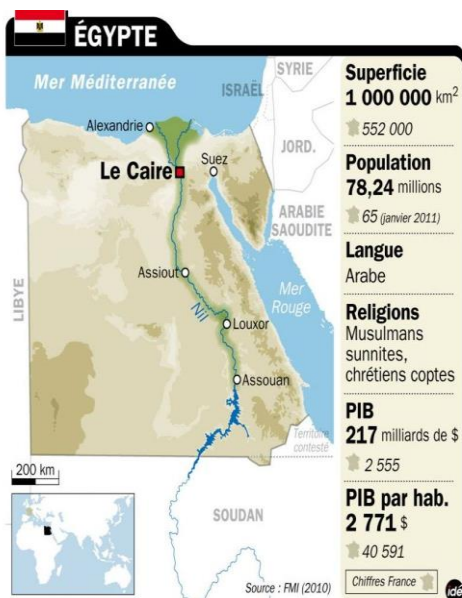 ÉGYPTE
Mer Méditerranée
SYRIE
ISRAËL
Alexandrie
JORD.
Le Caire
Suez
ARABIE
SAOUDITE
LIBYE
Assiout
Mer
Rouge
Nil
Louxor
Assouan
Territoire
contesté
200 km
SOUDAN
Source : FMI (2010)
Superficie
1 000 000 km²
552 000
Population
78,24 millions
65 (janvier 2011)
Langue
Arabe
Religions
Musulmans
sunnites,
chrétiens coptes
PIB
217 milliards de $
2 555
PIB par hab.
2 771 $
40 591
Chiffres France
idé